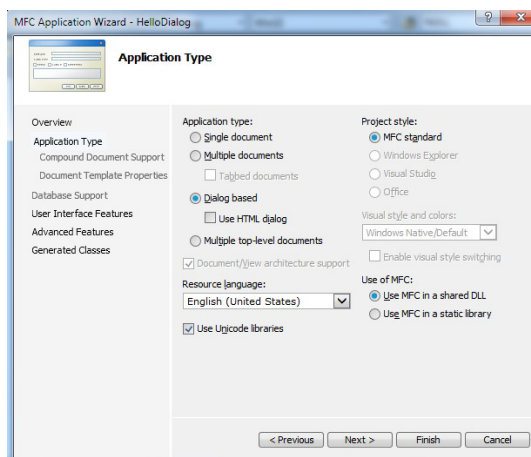 MFC Application Wizard - HelloDialog
Application Type
Overview
Application Type
Compound Document Support
Document Template Properties
Database Support
User Interface Features
Advanced Features
Generated Classes
Application type:
Single document
Multiple documents
Tabbed documents
Dialog based
Use HTML dialog
Multiple top-level documents
Document/View architecture support
Resource language:
English (United States)
Use Unicode libraries
Project style:
MFC standard
Windows Explorer
Visual Studio
Office
Visual style and colors:
Windows Native/Default
Enable visual style switching
Use of MFC:
Use MFC in a shared DLL
Use MFC in a static library
< Previous
Next >
Finish
Cancel